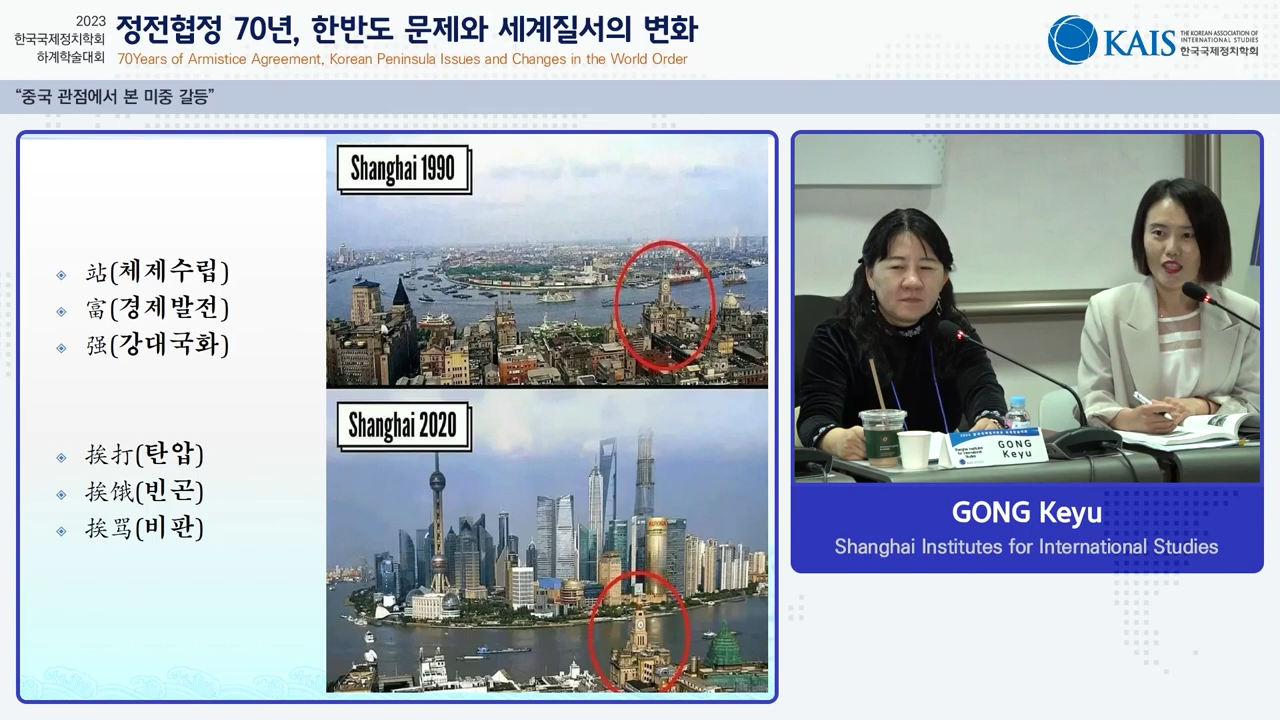 2023
한국국제정치학회
하계학술대회
정전협정 70년, 한반도 문제와 세계질서의 변화
70Years of Armistice Agreement, Korean Peninsula Issues and Changes in the World Order
KAIS
THE KOREAN ASSOCIATION OF
INTERNATIONAL STUDIES
한국국제정치학회
“중국 관점에서 본 미중 갈등”
站(체제수립)
富(경제발전)
强(강대국화)
挨打(탄압)
挨饿(빈곤)
挨骂(비판)
Shanghai 1990
Shanghai 2020
GONG
Keyu
Shanghai Institutes
for International
Studies
GONG Keyu
Shanghai Institutes for International Studies